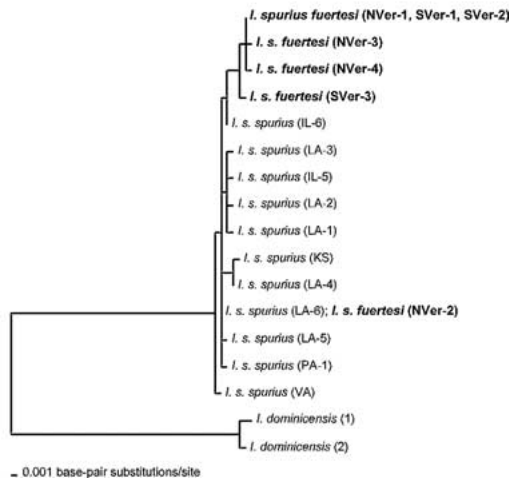 I. spurius fuertesi (NVer-1, SVer-1, SVer-2)
I. s. fuertesi (NVer-3)
I. s. fuertesi (NVer-4)
I. s. fuertesi (SVer-3)
I. s. spurius (IL-6)
I. s. spurius (LA-3)
I. s. spurius (IL-5)
I. s. spurius (LA-2)
I. s. spurius (LA-1)
I. s. spurius (KS)
I. s. spurius (LA-4)
I. s. spurius (LA-6); I. s. fuertesi (NVer-2)
I. s. spurius (LA-5)
I. s. spurius (PA-1)
I. s. spurius (VA)
I. dominicensis (1)
I. dominicensis (2)
0.001 base-pair substitutions/site